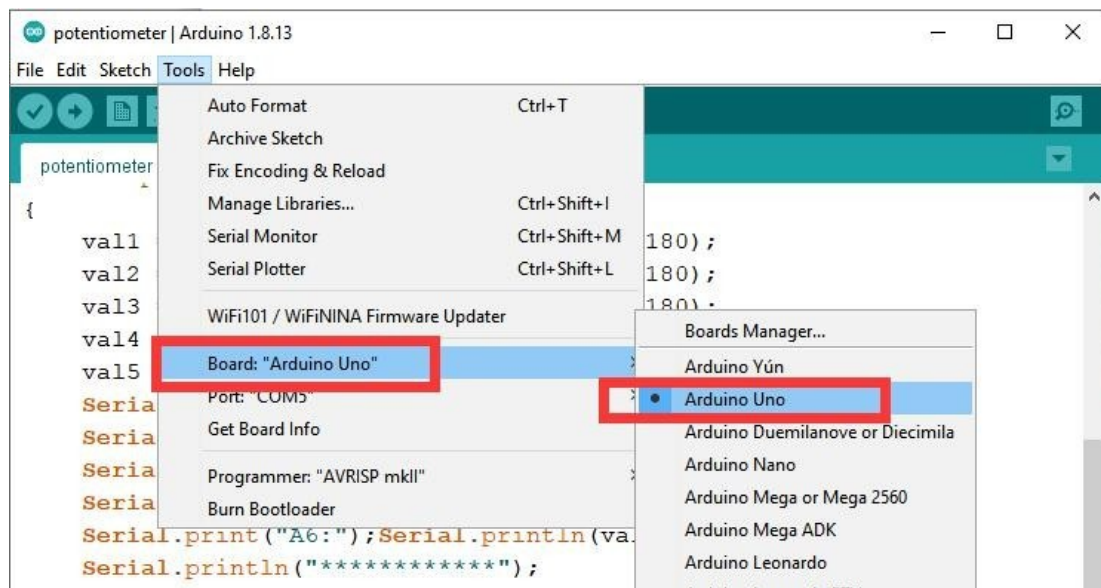 potentiometer | Arduino 1.8.13
File Edit Sketch Tools Help
Auto Format Ctrl+T
Archive Sketch
potentiometer
Fix Encoding & Reload
{
Manage Libraries... Ctrl+Shift+I
val1 180);
Serial Monitor Ctrl+Shift+M
val2 180);
Serial Plotter Ctrl+Shift+L
val3 180);
WiFi101 / WiFiNINA Firmware Updater
val4
Board: "Arduino Uno"
val5
Port: "COM5"
Seria
Get Board Info
Seria
Seria
Programmer: "AVRISP mkII"
Seria
Burn Bootloader
Serial.print("A6:");Serial.println(va
Serial.println("************");
Boards Manager...
Arduino Yún
Arduino Uno
Arduino Duemilanove or Diecimila
Arduino Nano
Arduino Mega or Mega 2560
Arduino Mega ADK
Arduino Leonardo